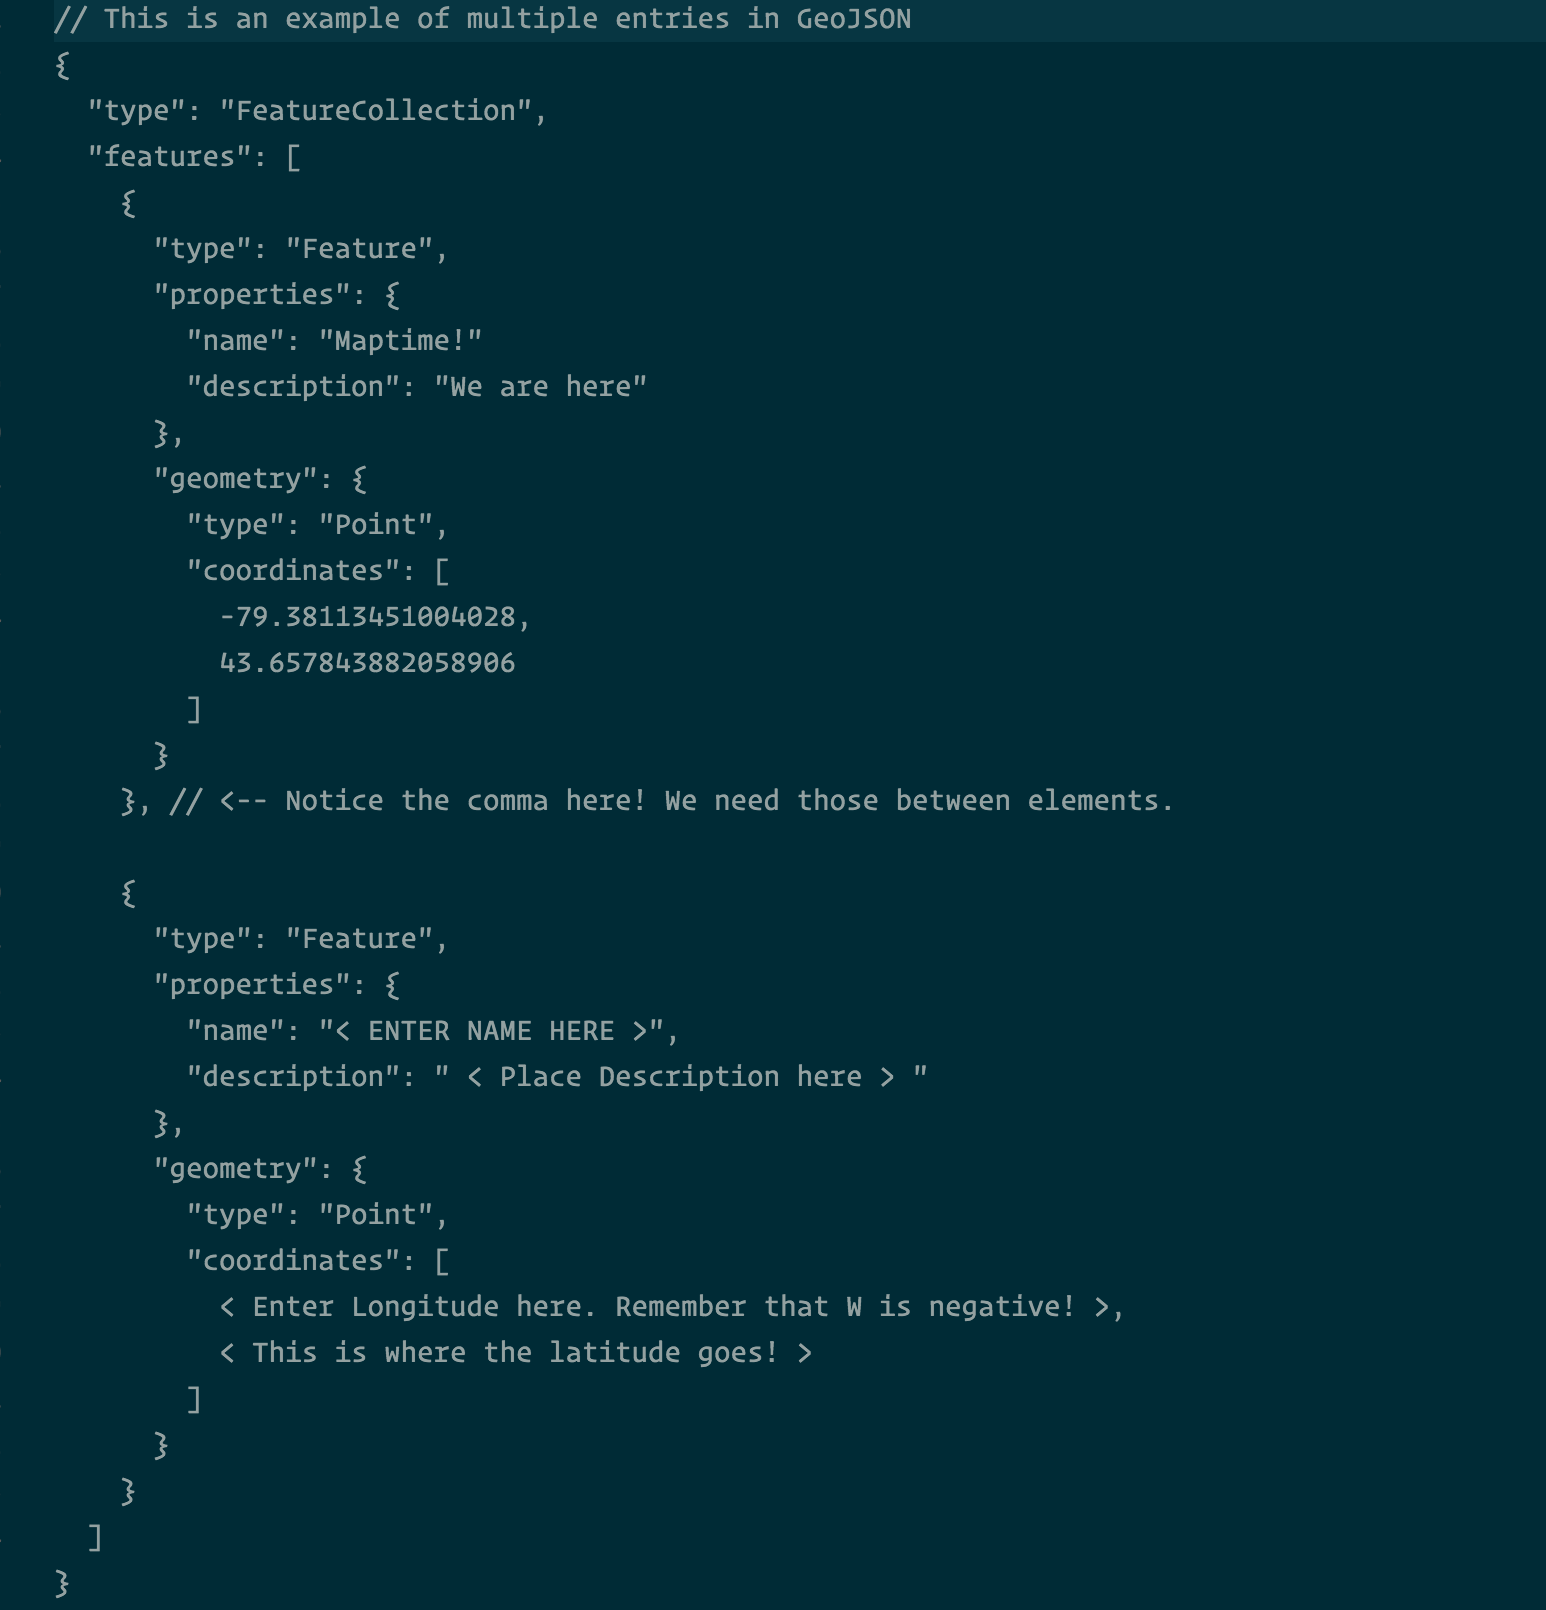 // This is an example of multiple entries in GeoJSON
{
  "type": "FeatureCollection",
  "features": [
    {
      "type": "Feature",
      "properties": {
        "name": "Maptime!"
        "description": "We are here"
      },
      "geometry": {
        "type": "Point",
        "coordinates": [
          -79.38113451004028,
          43.657843882058906
        ]
      }
    }, // <-- Notice the comma here! We need those between elements.

    {
      "type": "Feature",
      "properties": {
        "name": "< ENTER NAME HERE >",
        "description": " < Place Description here > "
      },
      "geometry": {
        "type": "Point",
        "coordinates": [
          < Enter Longitude here. Remember that W is negative! >,
          < This is where the latitude goes! >
        ]
      }
    }
  ]
}